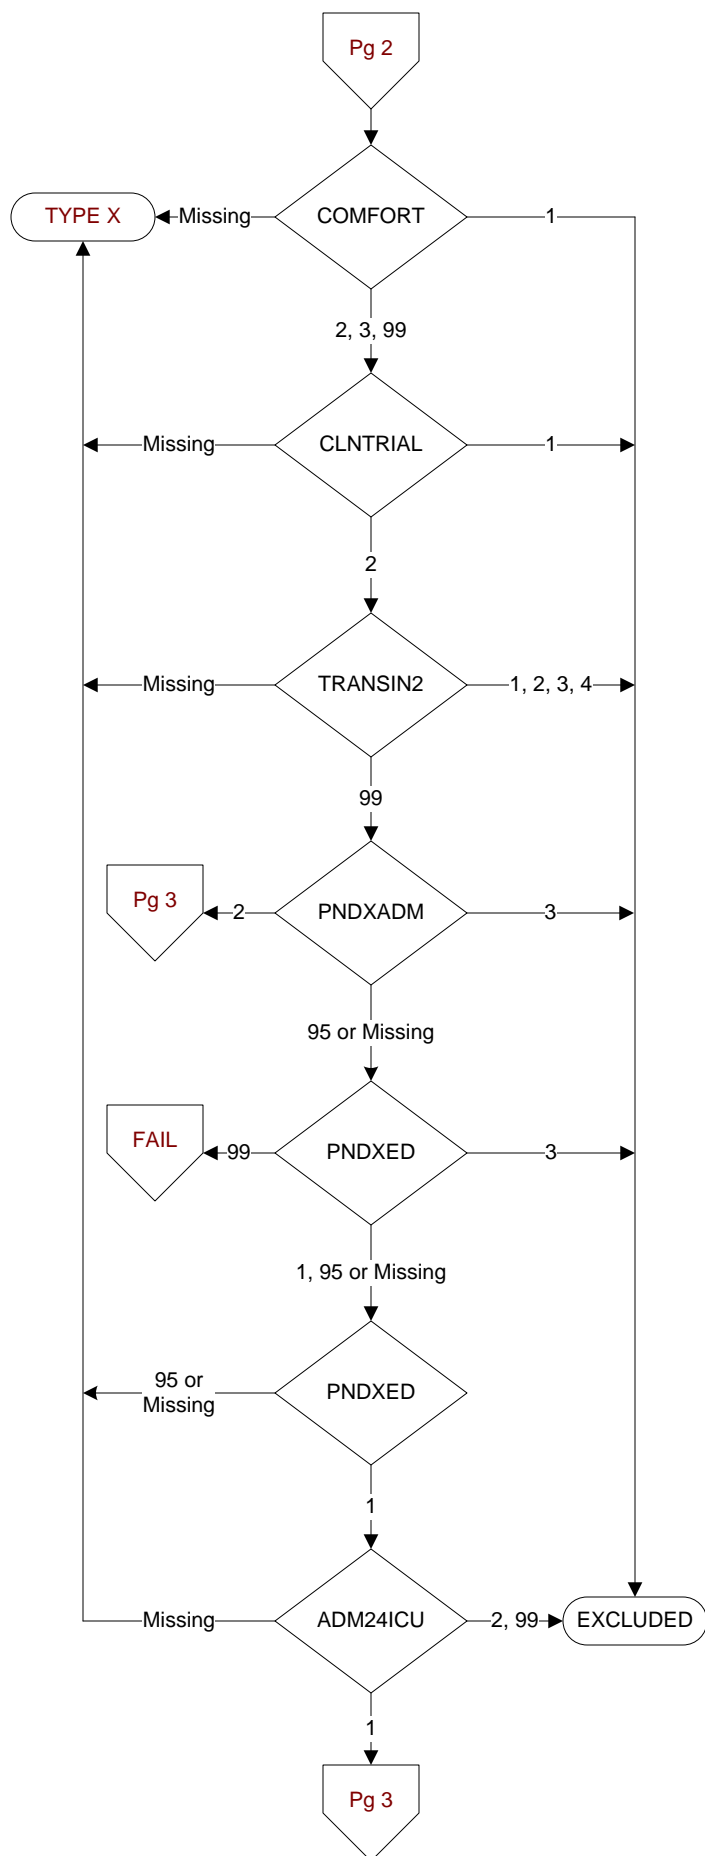 Pg 2
COMFORT
TYPE X
Missing
1
2, 3, 99
CLNTRIAL
Missing
1
2
TRANSIN2
Missing
1, 2, 3, 4
99
PNDXADM
Pg 3
2
3
95 or Missing
PNDXED
FAIL
99
3
1, 95 or Missing
PNDXED
95 or
Missing
1
ADM24ICU
Missing
2, 99
EXCLUDED
1
Pg 3